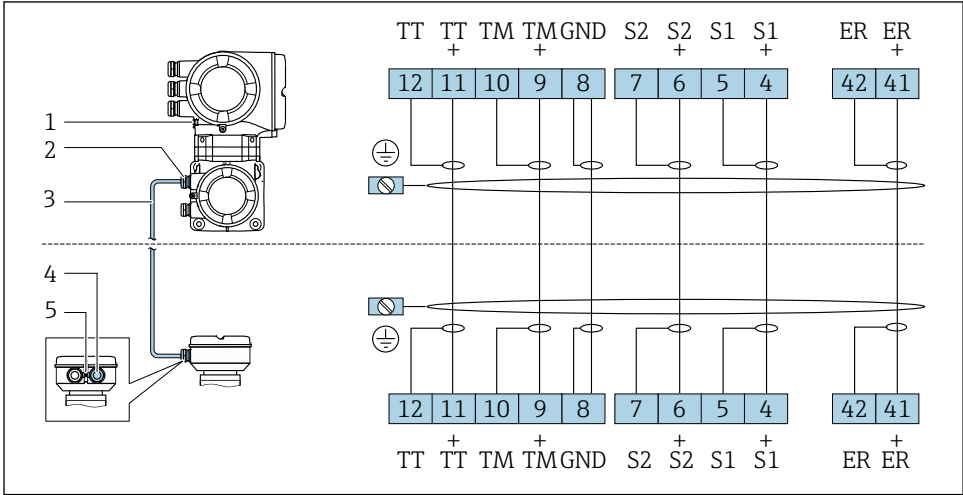 TT TT TM TM GND S2 S2 S1 S1 ER ER
+ + + + +
12 11 10 9 8 7 6 5 4 42 41
1
2
3
4
5
12 11 10 9 8 7 6 5 4 42 41
+ + + + +
TT TT TM TM GND S2 S2 S1 S1 ER ER